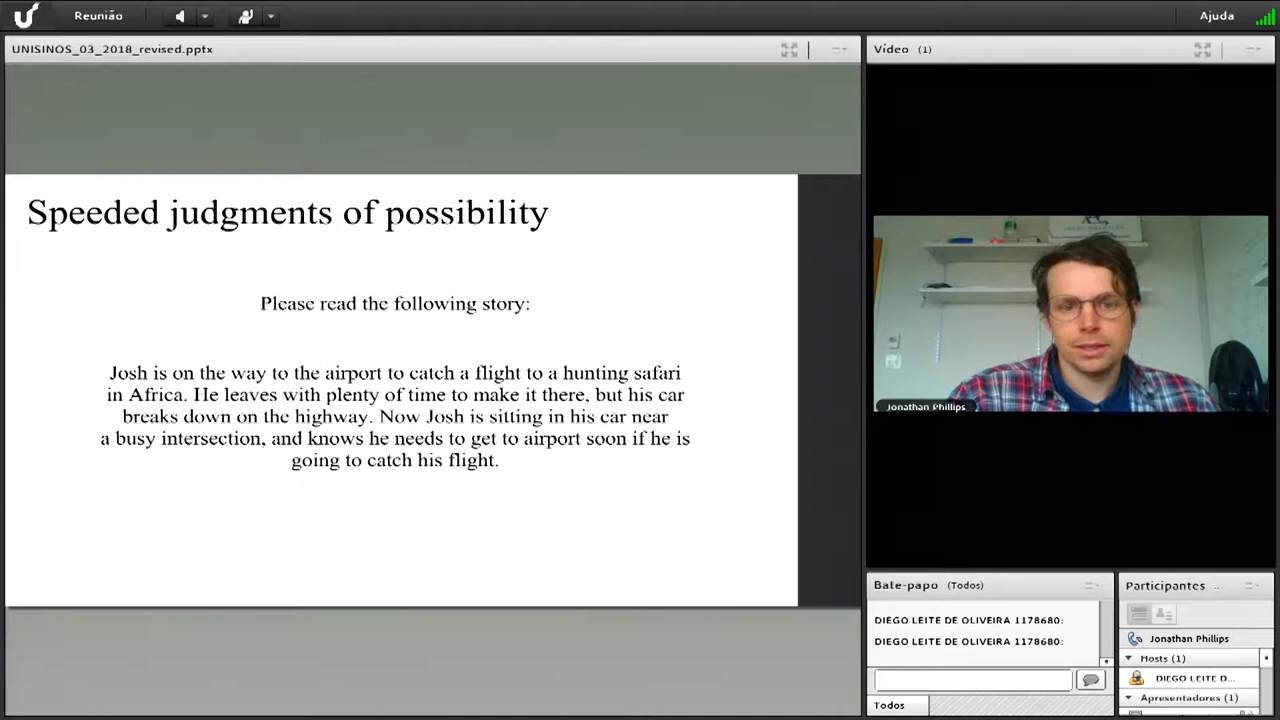 Reunião
Ajuda
UNISINOS_03_2018_revised.pptx
Speeded judgments of possibility
Please read the following story:
Josh is on the way to the airport to catch a flight to a hunting safari
in Africa. He leaves with plenty of time to make it there, but his car
breaks down on the highway. Now Josh is sitting in his car near
a busy intersection, and knows he needs to get to airport soon if he is
going to catch his flight.
Vídeo (1)
Jonathan Phillips
Bate-papo (Todos)
DIEGO LEITE DE OLIVEIRA 1178680:
DIEGO LEITE DE OLIVEIRA 1178680:
Todos
Participantes ..
Jonathan Phillips
Hosts (1)
DIEGO LEITE D...
Apresentadores (1)